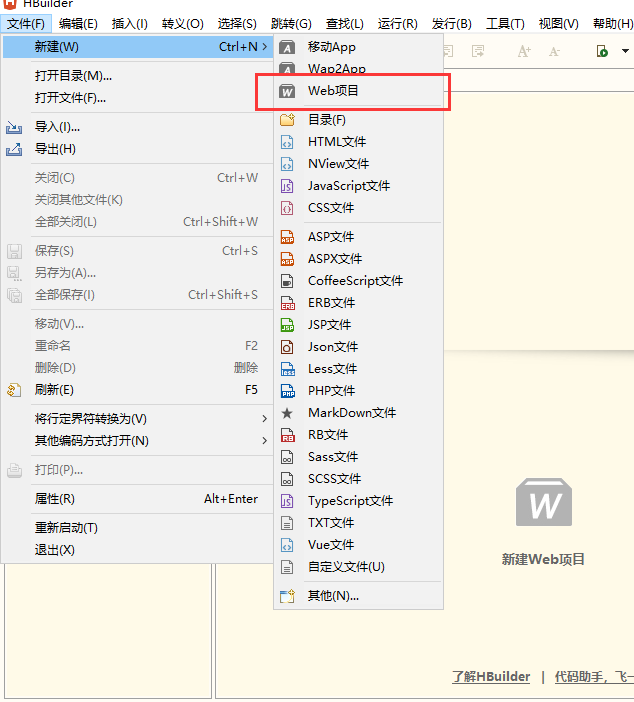 HBuilder
文件(F) 编辑(E) 插入(I) 转义(O) 选择(S) 跳转(G) 查找(L) 运行(R) 发行(B) 工具(T) 视图(V) 帮助(H)
新建(W) Ctrl+N
打开目录(M)...
打开文件(F)...
导入(I)...
导出(H)
关闭(C) Ctrl+W
关闭其他文件(K)
全部关闭(L) Ctrl+Shift+W
保存(S) Ctrl+S
另存为(A)...
全部保存(I) Ctrl+Shift+S
移动(V)...
重命名 F2
删除(D) 删除
刷新(E) F5
将行定界符转换为(V)
其他编码方式打开(N)
打印(P)...
属性(R) Alt+Enter
重新启动(T)
退出(X)
移动App
Wap2App
Web项目
目录(F)
HTML文件
NView文件
JavaScript文件
CSS文件
ASP文件
ASPX文件
CoffeeScript文件
ERB文件
JSP文件
Json文件
Less文件
PHP文件
MarkDown文件
RB文件
Sass文件
SCSS文件
TypeScript文件
TXT文件
Vue文件
自定义文件(U)
其他(N)...
W
新建Web项目
了解HBuilder | 代码助手，飞一